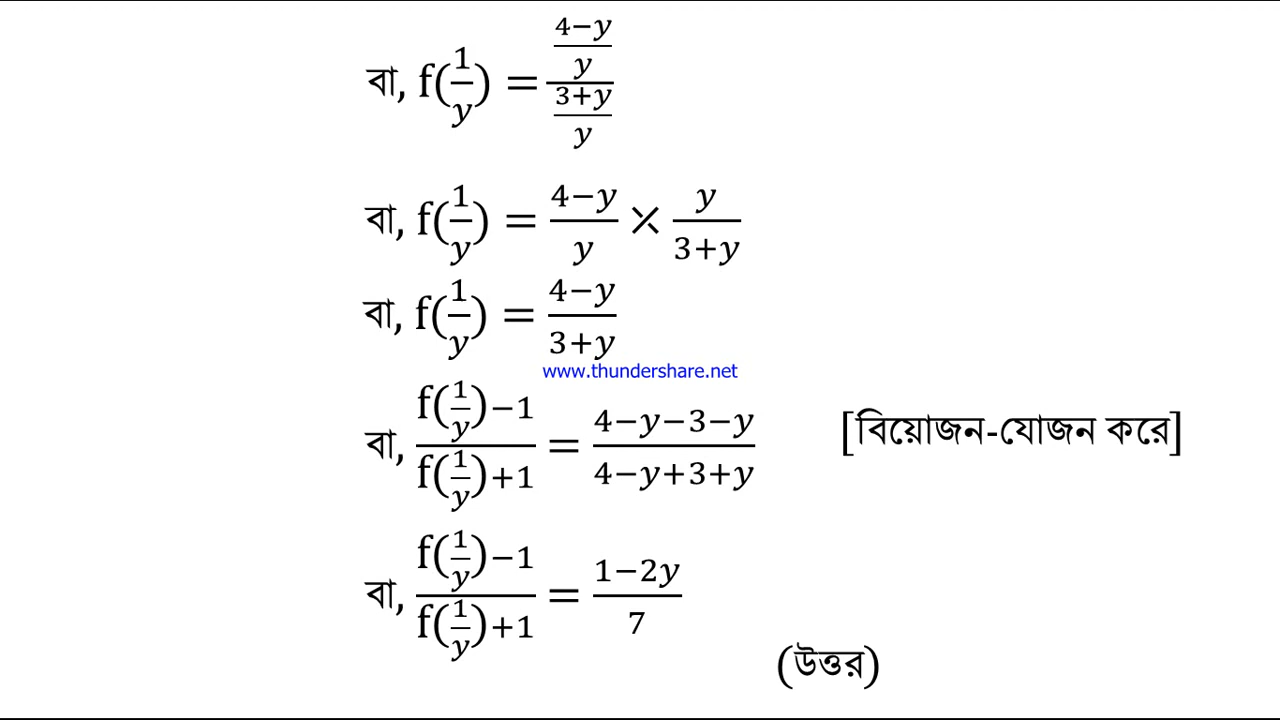 বা, f(1/y) = ((4−y)/y)/((3+y)/y)
বা, f(1/y) = (4−y)/y × y/(3+y)
বা, f(1/y) = (4−y)/(3+y)
www.thundershare.net
বা, (f(1/y)−1)/(f(1/y)+1) = (4−y−3−y)/(4−y+3+y) [বিয়োজন-যোজন করে]
বা, (f(1/y)−1)/(f(1/y)+1) = (1−2y)/7
(উত্তর)